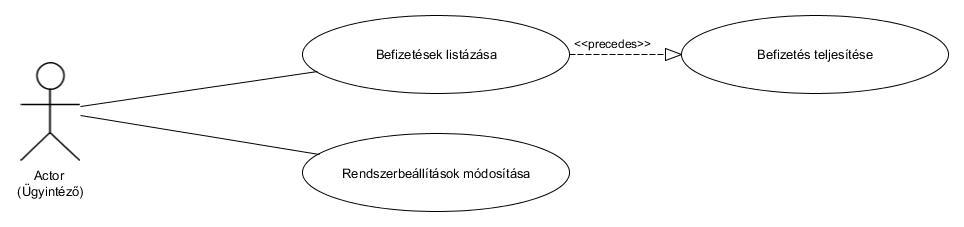 Befizetések listázása
<<precedes>>
Befizetés teljesítése
Actor
(Ügyintéző)
Rendszerbeállítások módosítása